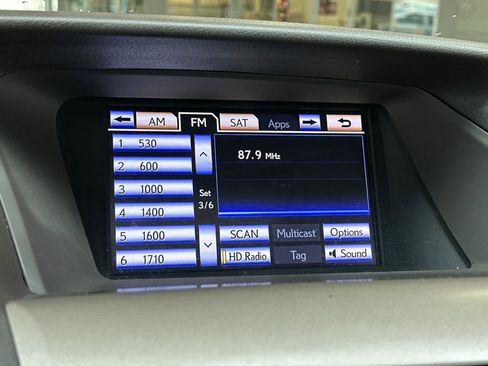 AM FM SAT Apps
1 530
2 600
3 1000
4 1400
5 1600
6 1710
Set
3/6
87.9 MHz
SCAN Multicast Options
HD Radio Tag Sound